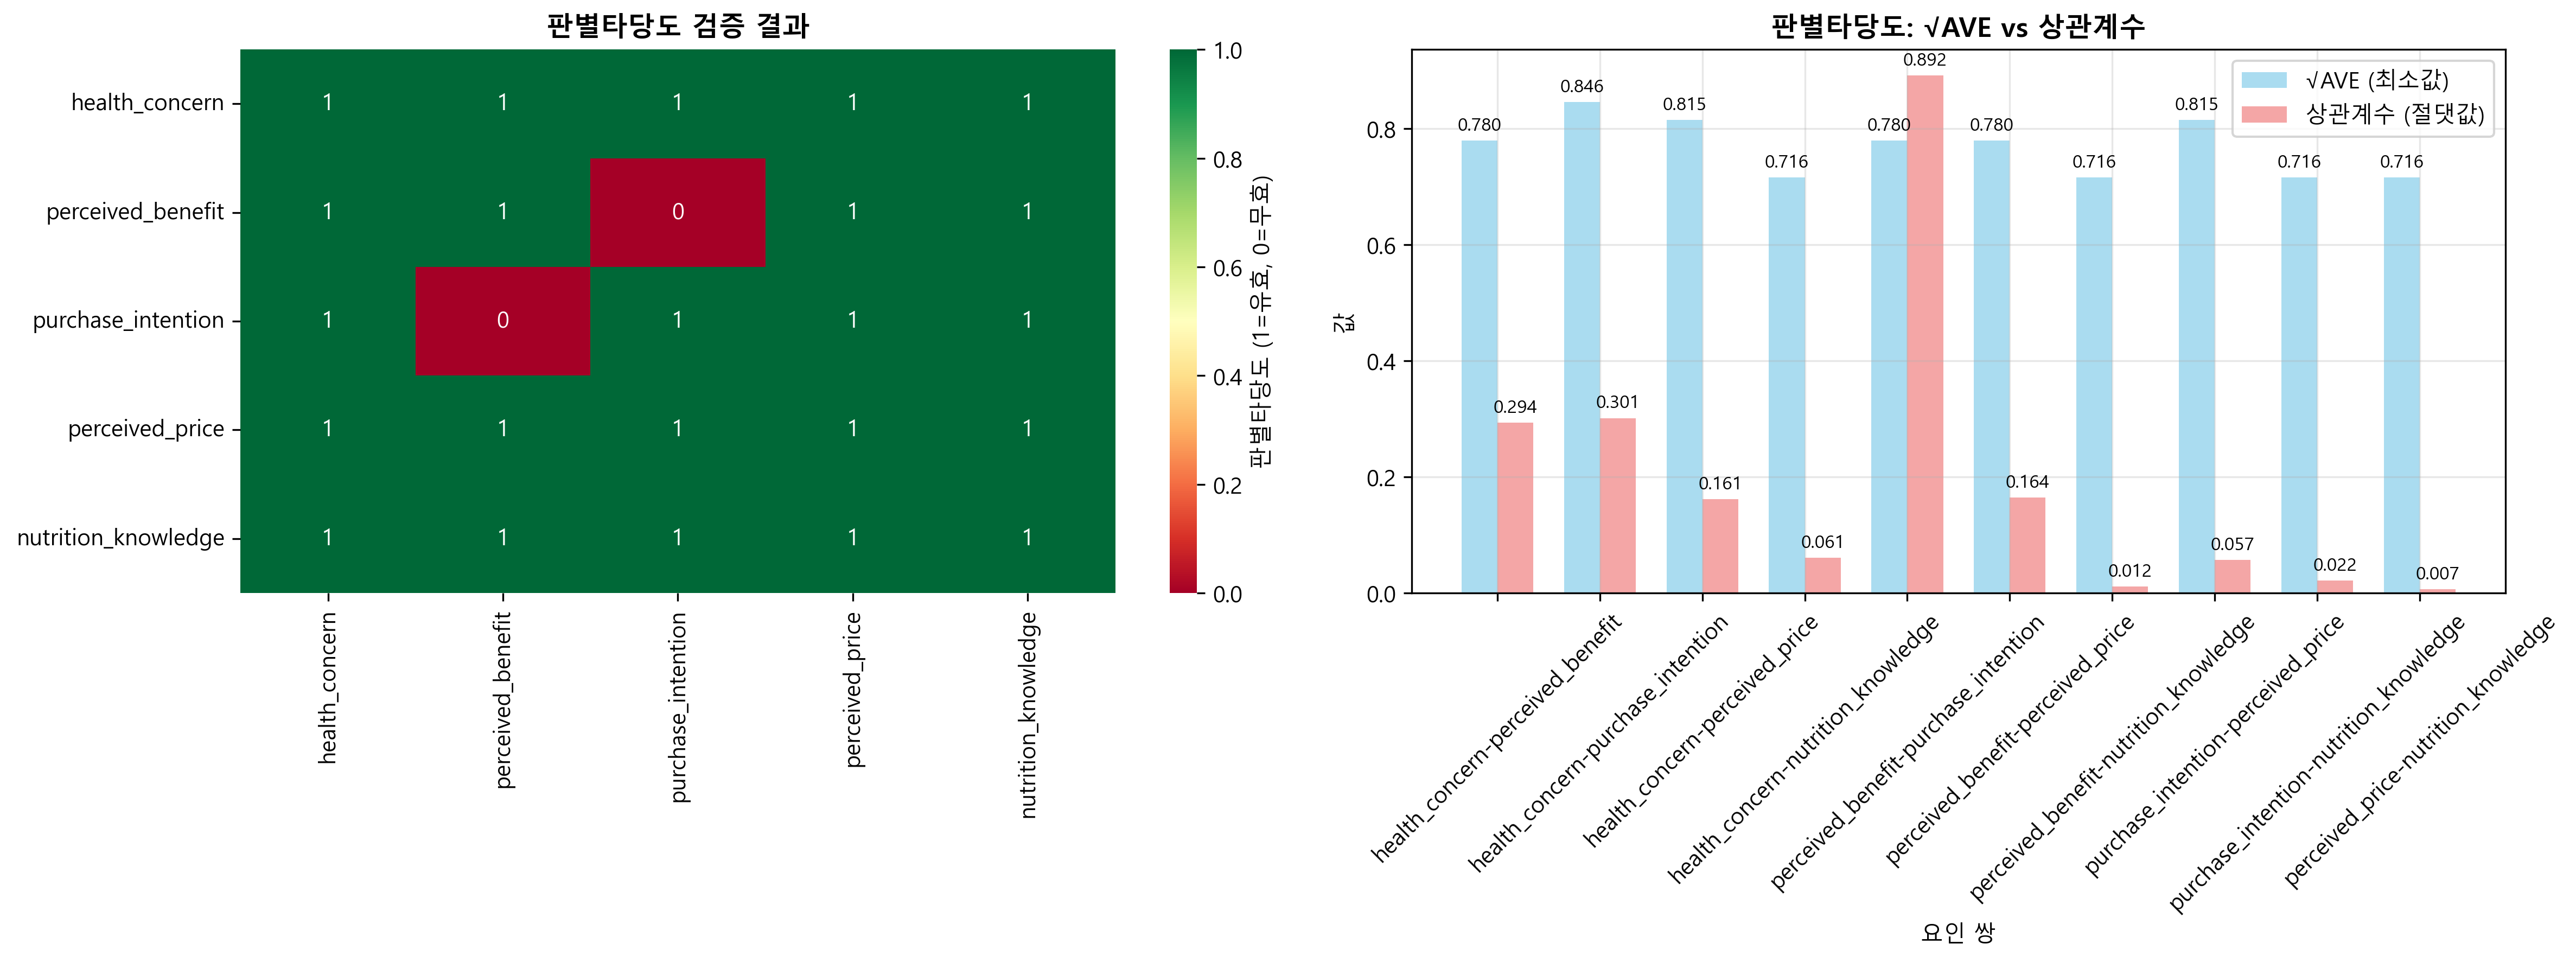 판별타당도 검증 결과
health_concern
perceived_benefit
purchase_intention
perceived_price
nutrition_knowledge
1 1 1 1 1
1 1 0 1 1
1 0 1 1 1
1 1 1 1 1
1 1 1 1 1
health_concern
perceived_benefit
purchase_intention
perceived_price
nutrition_knowledge
1.0
0.8
0.6
0.4
0.2
0.0
판별타당도 (1=유효, 0=무효)
판별타당도: √AVE vs 상관계수
√AVE (최소값)
상관계수 (절댓값)
값
0.8
0.6
0.4
0.2
0.0
0.780 0.846 0.815 0.716 0.780 0.780 0.716 0.815 0.716 0.716
0.294 0.301 0.161 0.061 0.892 0.164 0.012 0.057 0.022 0.007
health_concern-perceived_benefit
health_concern-purchase_intention
health_concern-perceived_price
health_concern-nutrition_knowledge
perceived_benefit-purchase_intention
perceived_benefit-perceived_price
perceived_benefit-nutrition_knowledge
purchase_intention-perceived_price
purchase_intention-nutrition_knowledge
perceived_price-nutrition_knowledge
요인 쌍